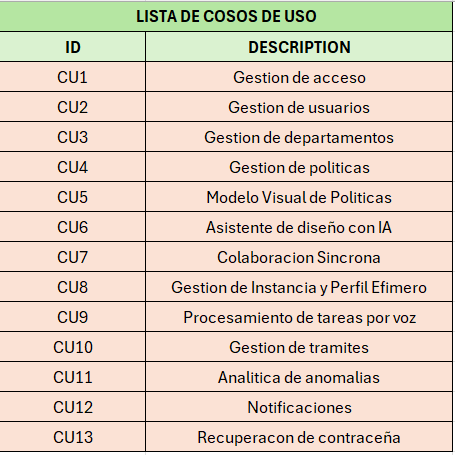 LISTA DE COSOS DE USO
ID DESCRIPTION
CU1 Gestion de acceso
CU2 Gestion de usuarios
CU3 Gestion de departamentos
CU4 Gestion de politicas
CU5 Modelo Visual de Politicas
CU6 Asistente de diseño con IA
CU7 Colaboracion Sincrona
CU8 Gestion de Instancia y Perfil Efimero
CU9 Procesamiento de tareas por voz
CU10 Gestion de tramites
CU11 Analitica de anomalias
CU12 Notificaciones
CU13 Recuperacon de contraceña